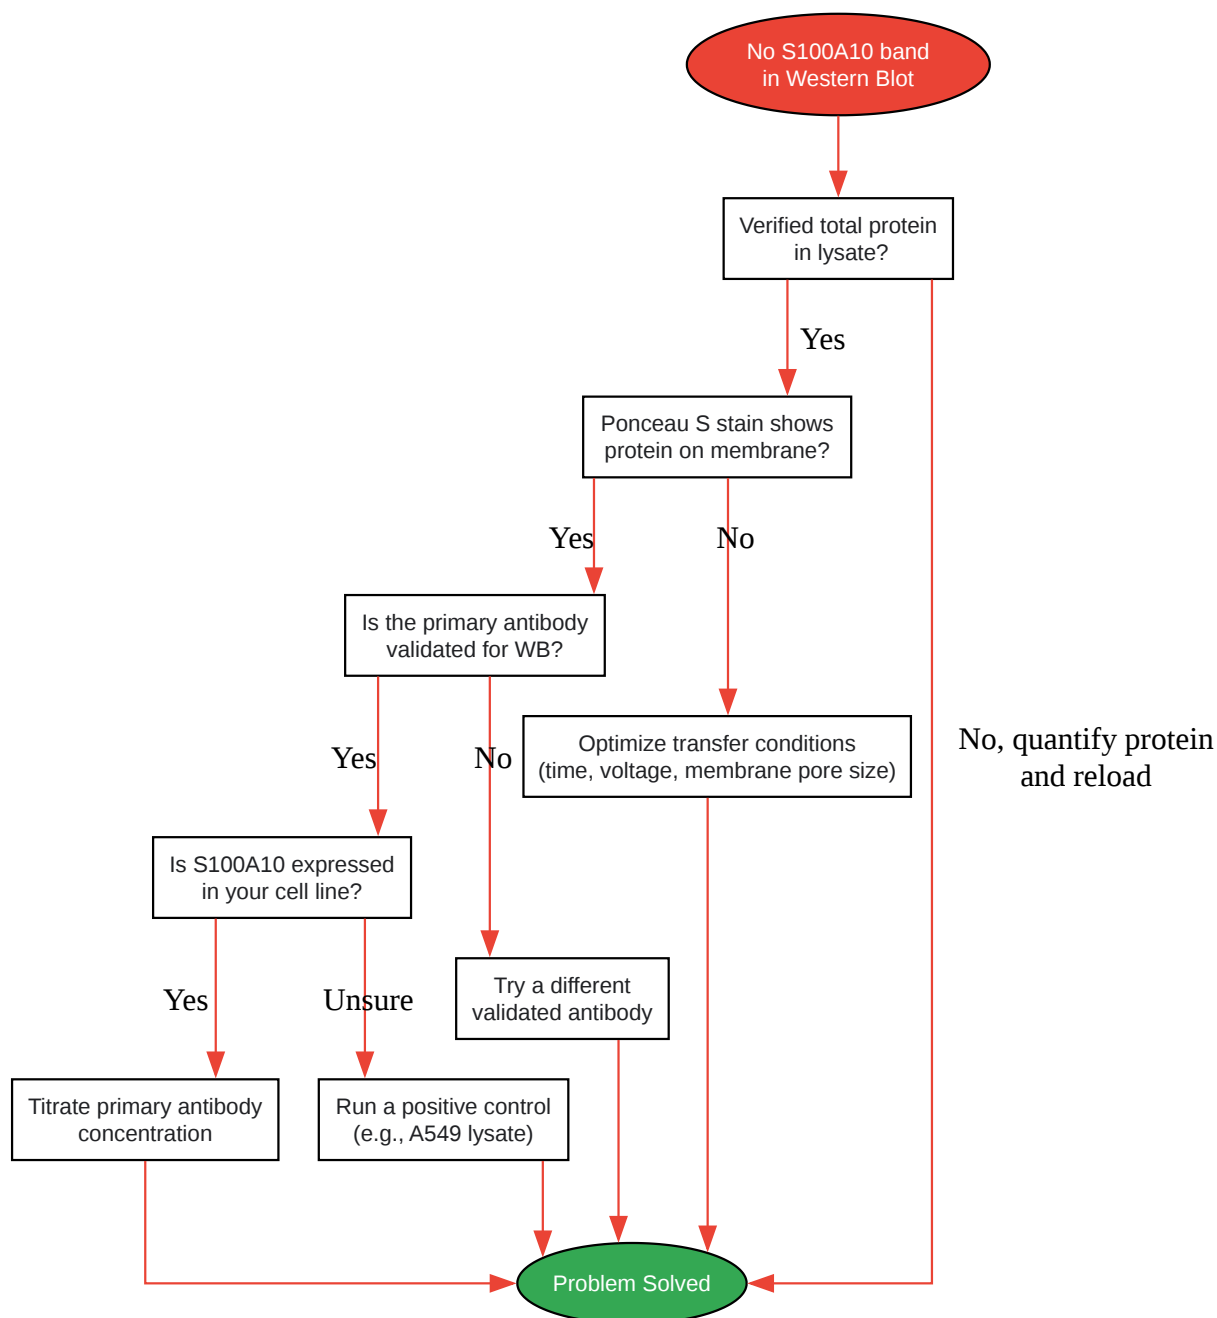 No S100A10 band
in Western Blot
Verified total protein
in lysate?
Yes
Ponceau S stain shows
protein on membrane?
Yes
No
Is the primary antibody
validated for WB?
Optimize transfer conditions
(time, voltage, membrane pore size)
No, quantify protein
and reload
Yes
No
Is S100A10 expressed
in your cell line?
Try a different
validated antibody
Yes
Unsure
Titrate primary antibody
concentration
Run a positive control
(e.g., A549 lysate)
Problem Solved